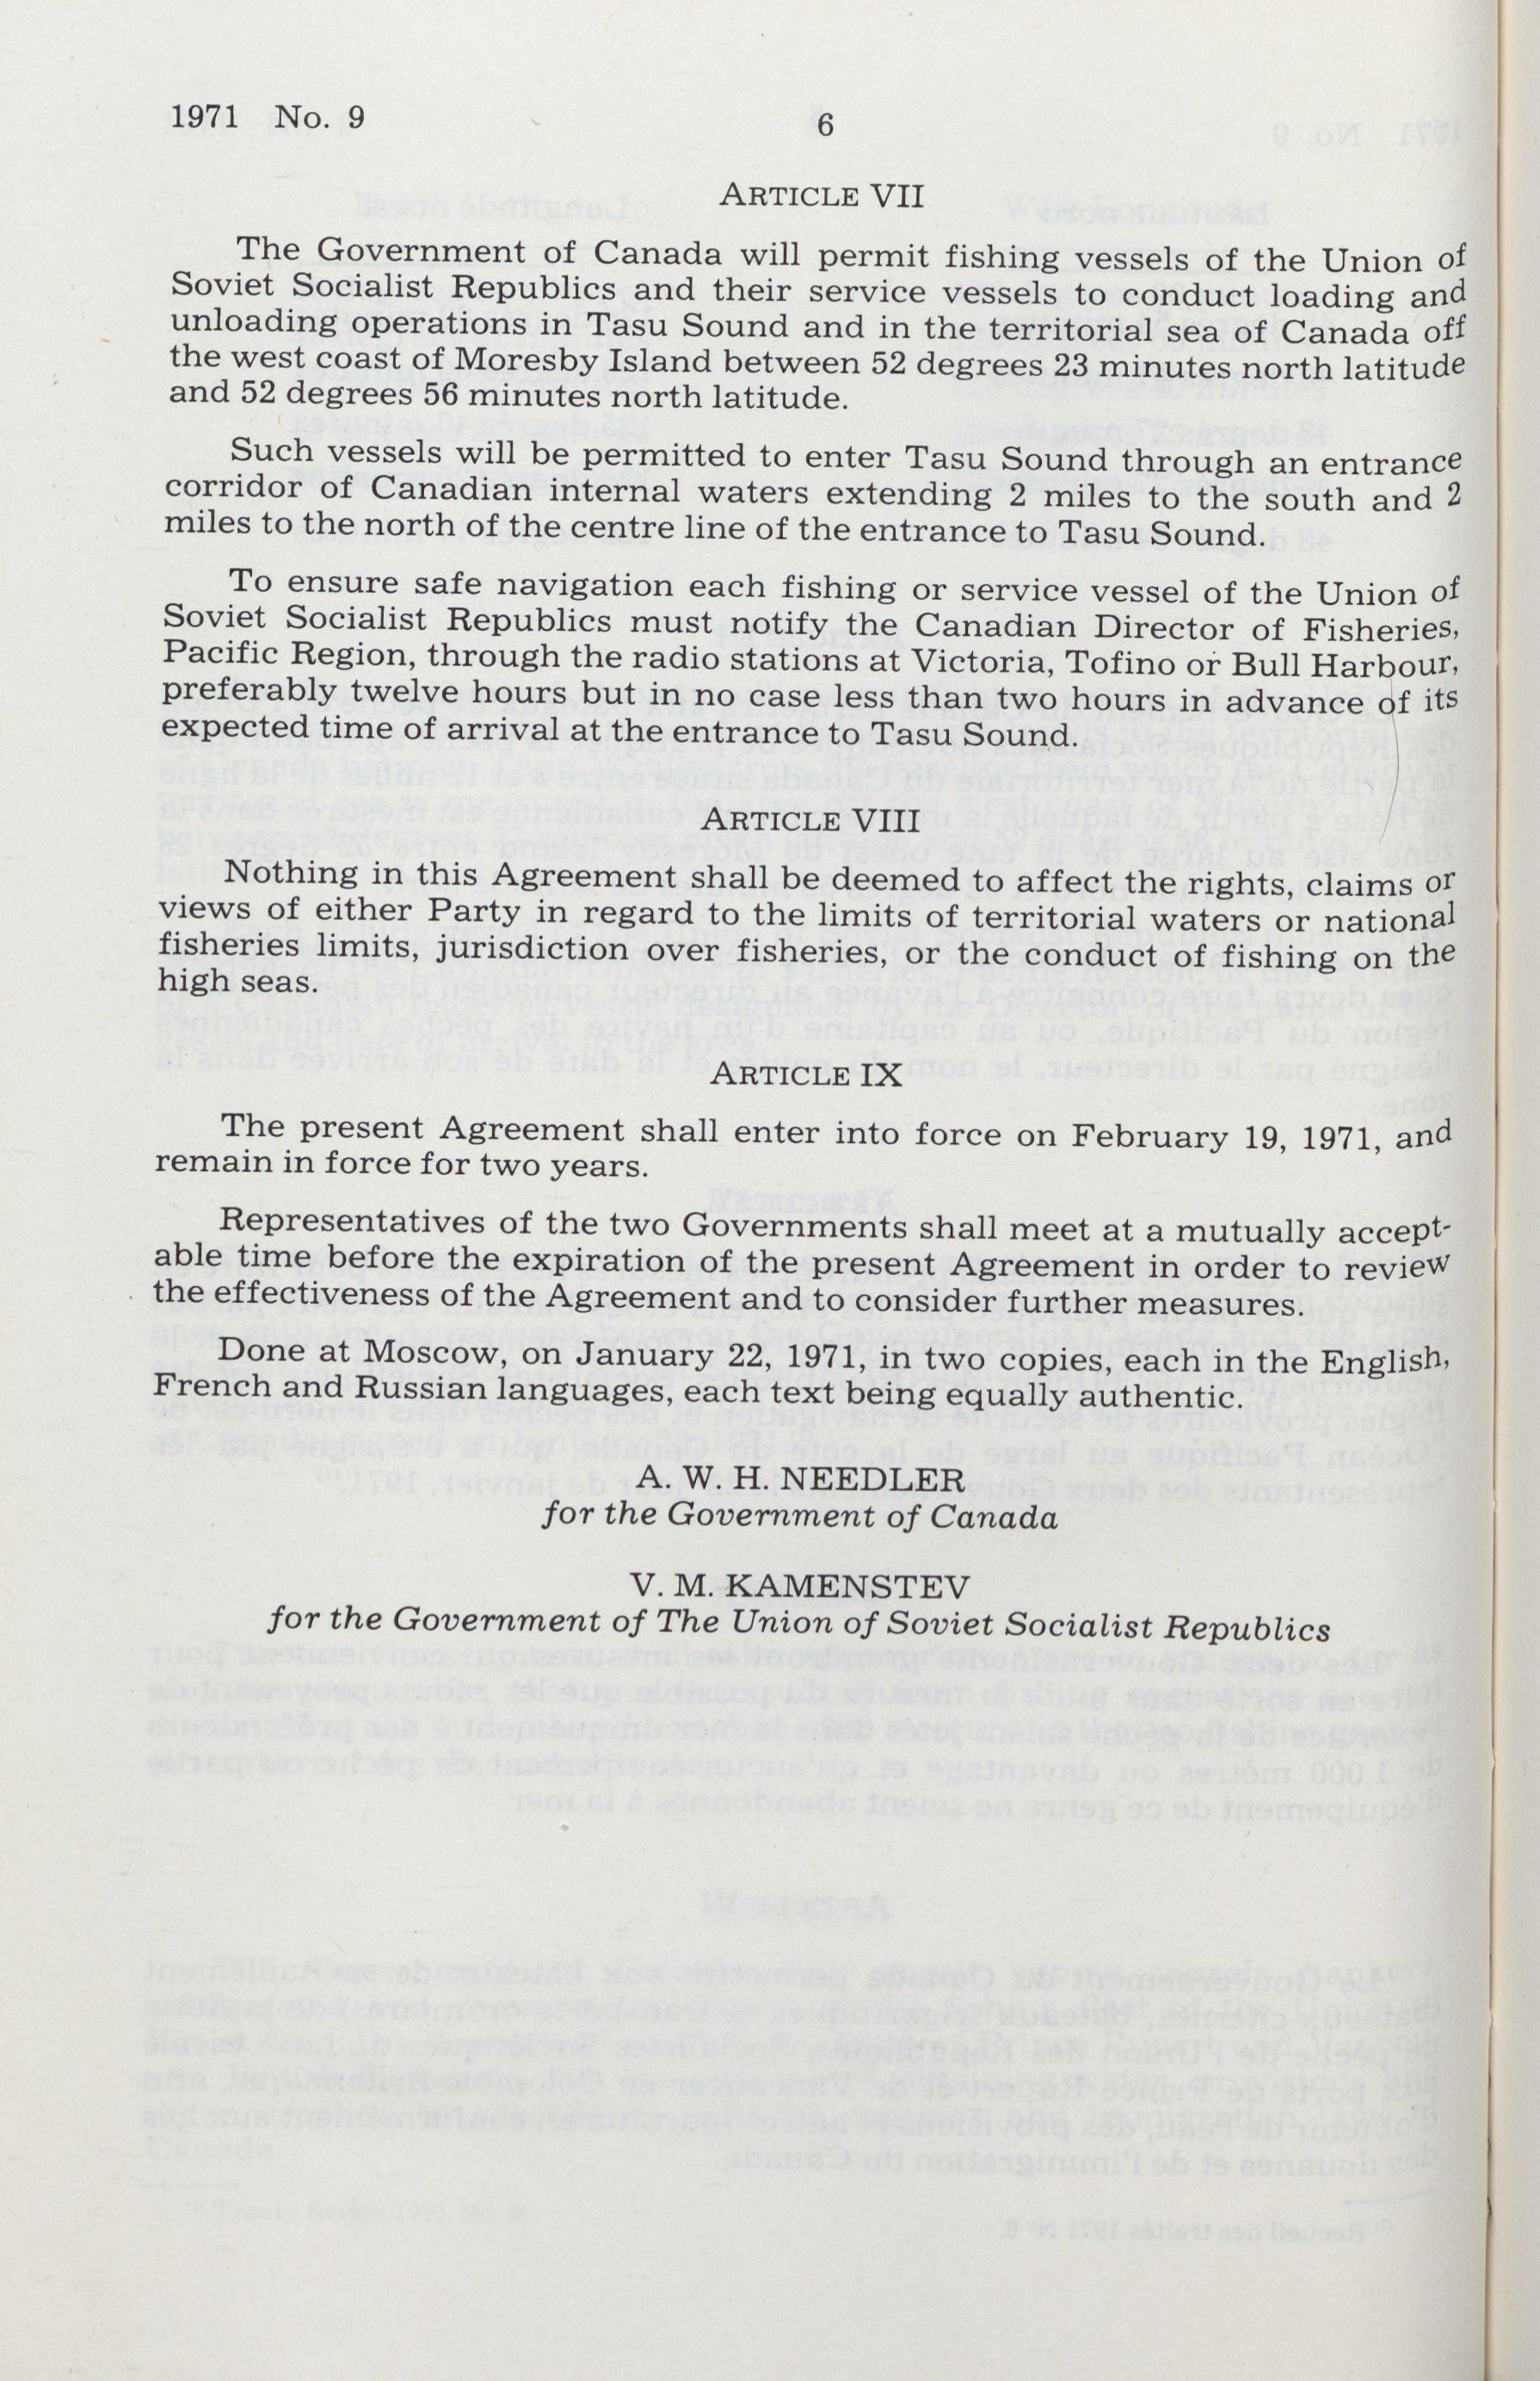 1971 No. 9
6
ARTICLE VII
The Government of Canada will permit fishing vessels of the Union of
Soviet Socialist Republics and their service vessels to conduct loading and
unloading operations in Tasu Sound and in the territorial sea of Canada off
the west coast of Moresby Island between 52 degrees 23 minutes north latitude
and 52 degrees 56 minutes north latitude.
Such vessels will be permitted to enter Tasu Sound through an entrance
corridor of Canadian internal waters extending 2 miles to the south and 2
miles to the north of the centre line of the entrance to Tasu Sound.
To ensure safe navigation each fishing or service vessel of the Union of
Soviet Socialist Republics must notify the Canadian Director of Fisheries,
Pacific Region, through the radio stations at Victoria, Tofino or Bull Harbour,
preferably twelve hours but in no case less than two hours in advance of its
expected time of arrival at the entrance to Tasu Sound.
ARTICLE VIII
Nothing in this Agreement shall be deemed to affect the rights, claims or
views of either Party in regard to the limits of territorial waters or national
fisheries limits, jurisdiction over fisheries, or the conduct of fishing on the
high seas.
ARTICLE IX
The present Agreement shall enter into force on February 19, 1971, and
remain in force for two years.
Representatives of the two Governments shall meet at a mutually accept-
able time before the expiration of the present Agreement in order to review
the effectiveness of the Agreement and to consider further measures.
Done at Moscow, on January 22, 1971, in two copies, each in the English,
French and Russian languages, each text being equally authentic.
A. W. H. NEEDLER
for the Government of Canada
V. M. KAMENSTEV
for the Government of The Union of Soviet Socialist Republics